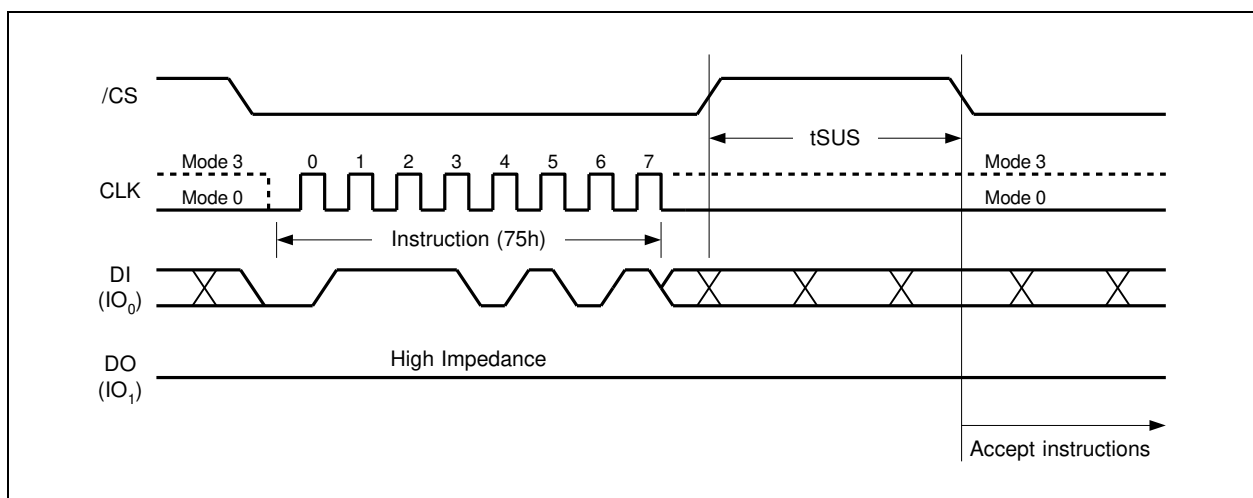 /CS
tSUS
Mode 3
0 1 2 3 4 5 6 7
Mode 3
CLK
Mode 0
Mode 0
Instruction (75h)
DI
(IO0)
High Impedance
DO
(IO1)
Accept instructions